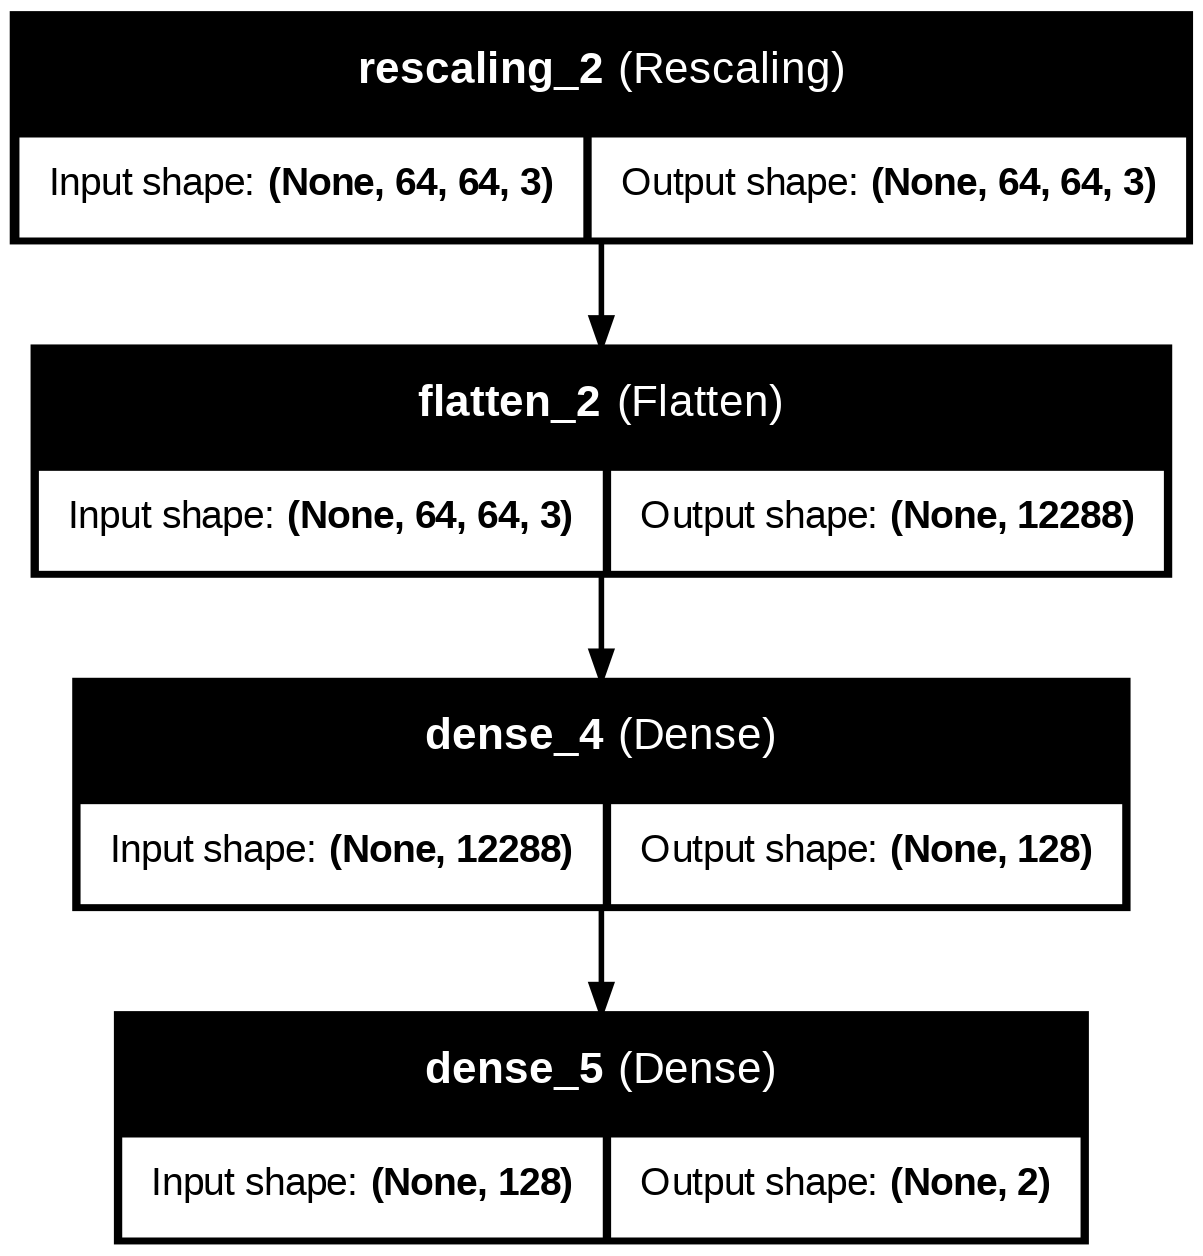 rescaling_2 (Rescaling)
Input shape: (None, 64, 64, 3) Output shape: (None, 64, 64, 3)
flatten_2 (Flatten)
Input shape: (None, 64, 64, 3) Output shape: (None, 12288)
dense_4 (Dense)
Input shape: (None, 12288) Output shape: (None, 128)
dense_5 (Dense)
Input shape: (None, 128) Output shape: (None, 2)